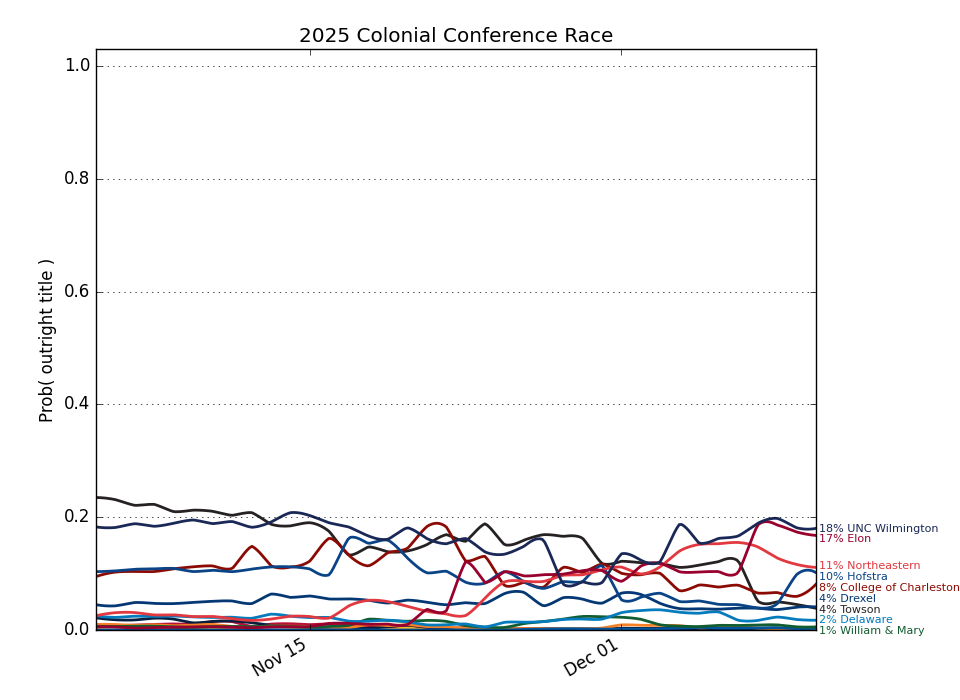 2025 Colonial Conference Race
1.0
0.8
0.6
0.4
0.2
0.0
Prob( outright title )
Nov 15
Dec 01
18% UNC Wilmington
17% Elon
11% Northeastern
10% Hofstra
8% College of Charleston
4% Drexel
4% Towson
2% Delaware
1% William & Mary